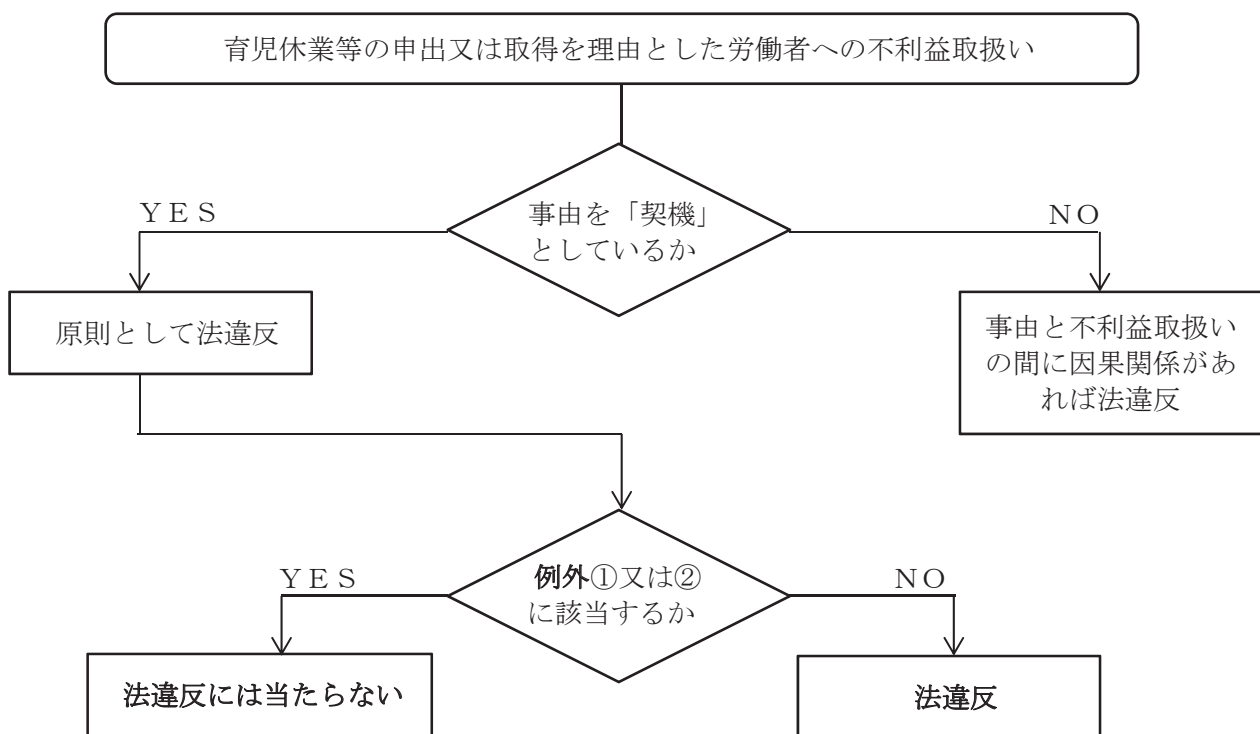 育児休業等の申出又は取得を理由とした労働者への不利益取扱い
事由を「契機」
としているか
YES
NO
原則として法違反
事由と不利益取扱い
の間に因果関係があ
れば法違反
例外①又は②
に該当するか
YES
NO
法違反には当たらない
法違反